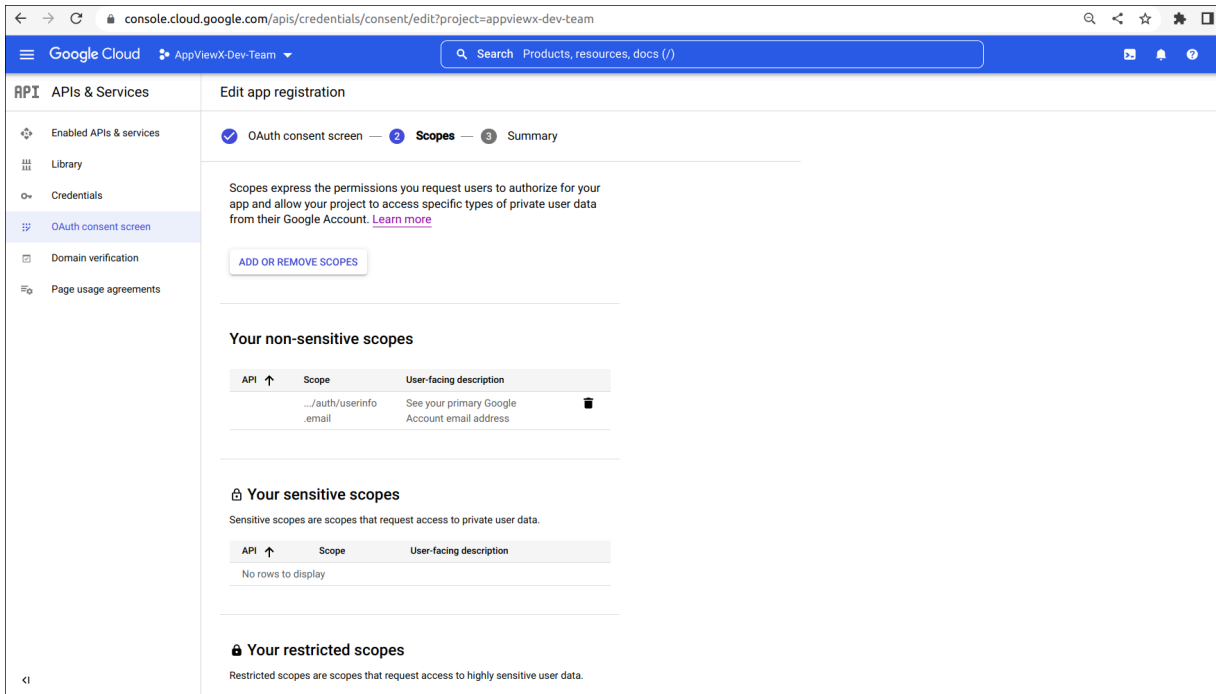 console.cloud.google.com/apis/credentials/consent/edit?project=appviewx-dev-team
Google Cloud AppViewX-Dev-Team Search Products, resources, docs (/)
API APIs & Services Edit app registration
Enabled APIs & services
Library
Credentials
OAuth consent screen
Domain verification
Page usage agreements
OAuth consent screen 2 Scopes 3 Summary
Scopes express the permissions you request users to authorize for your
app and allow your project to access specific types of private user data
from their Google Account. Learn more
ADD OR REMOVE SCOPES
Your non-sensitive scopes
API Scope User-facing description
.../auth/userinfo See your primary Google
.email Account email address
Your sensitive scopes
Sensitive scopes are scopes that request access to private user data.
API Scope User-facing description
No rows to display
Your restricted scopes
Restricted scopes are scopes that request access to highly sensitive user data.